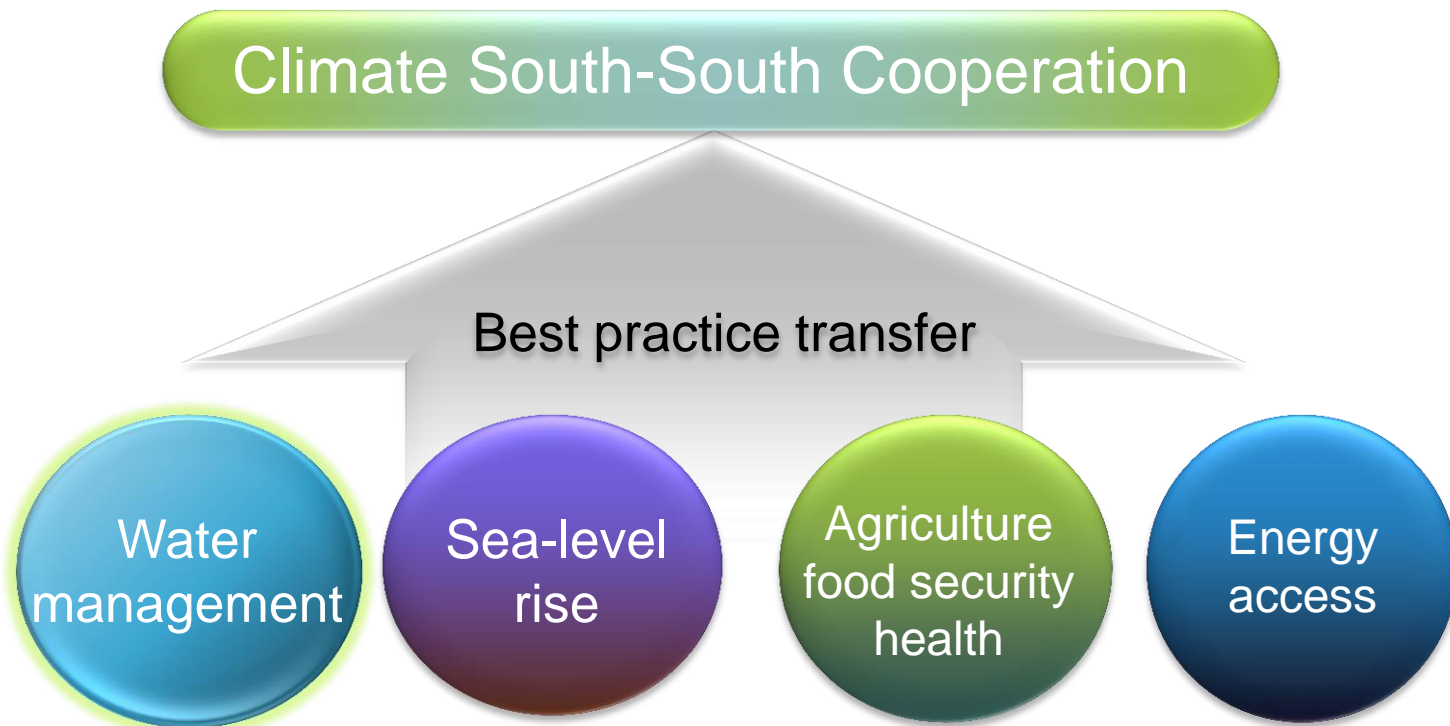 Climate South-South Cooperation
Best practice transfer
Water
management
Sea-level
rise
Agriculture
food security
health
Energy
access